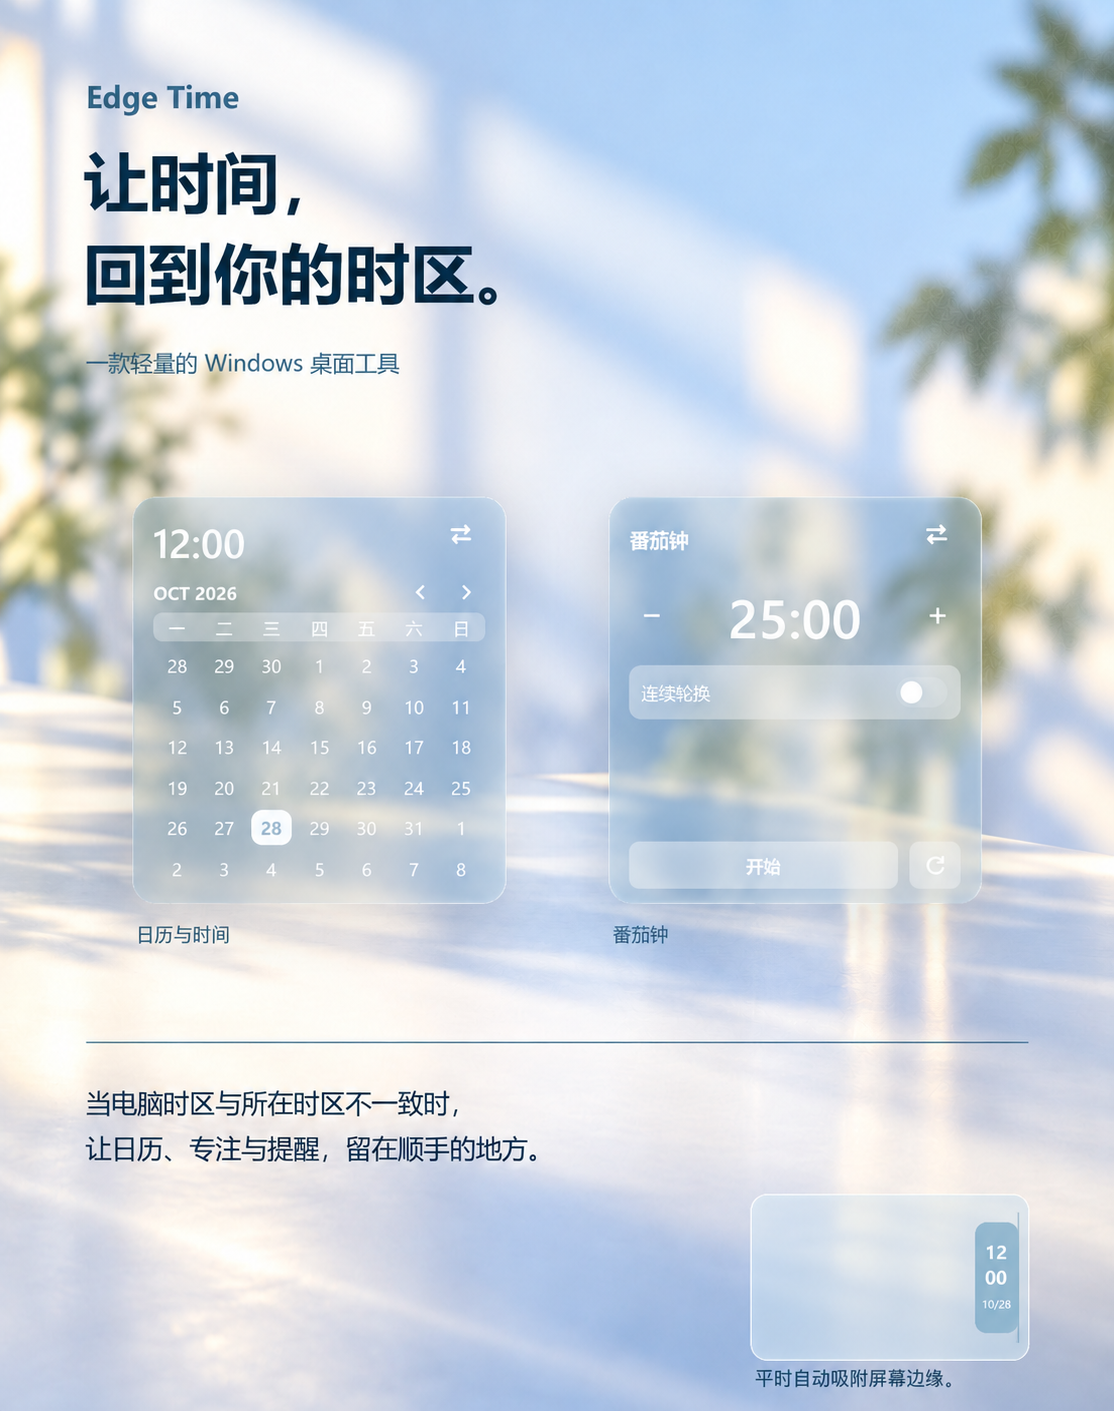 Edge Time
让时间，
回到你的时区。
一款轻量的 Windows 桌面工具
12:00
OCT 2026
一 二 三 四 五 六 日
28 29 30 1 2 3 4
5 6 7 8 9 10 11
12 13 14 15 16 17 18
19 20 21 22 23 24 25
26 27 28 29 30 31 1
2 3 4 5 6 7 8
日历与时间
番茄钟
− 25:00 +
连续轮换
开始
番茄钟
当电脑时区与所在时区不一致时，
让日历、专注与提醒，留在顺手的地方。
12
00
10/28
平时自动吸附屏幕边缘。